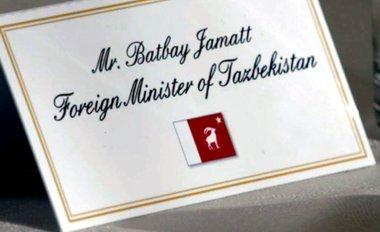 Mr. Batbay Jamatt
Foreign Minister of Tazbekistan